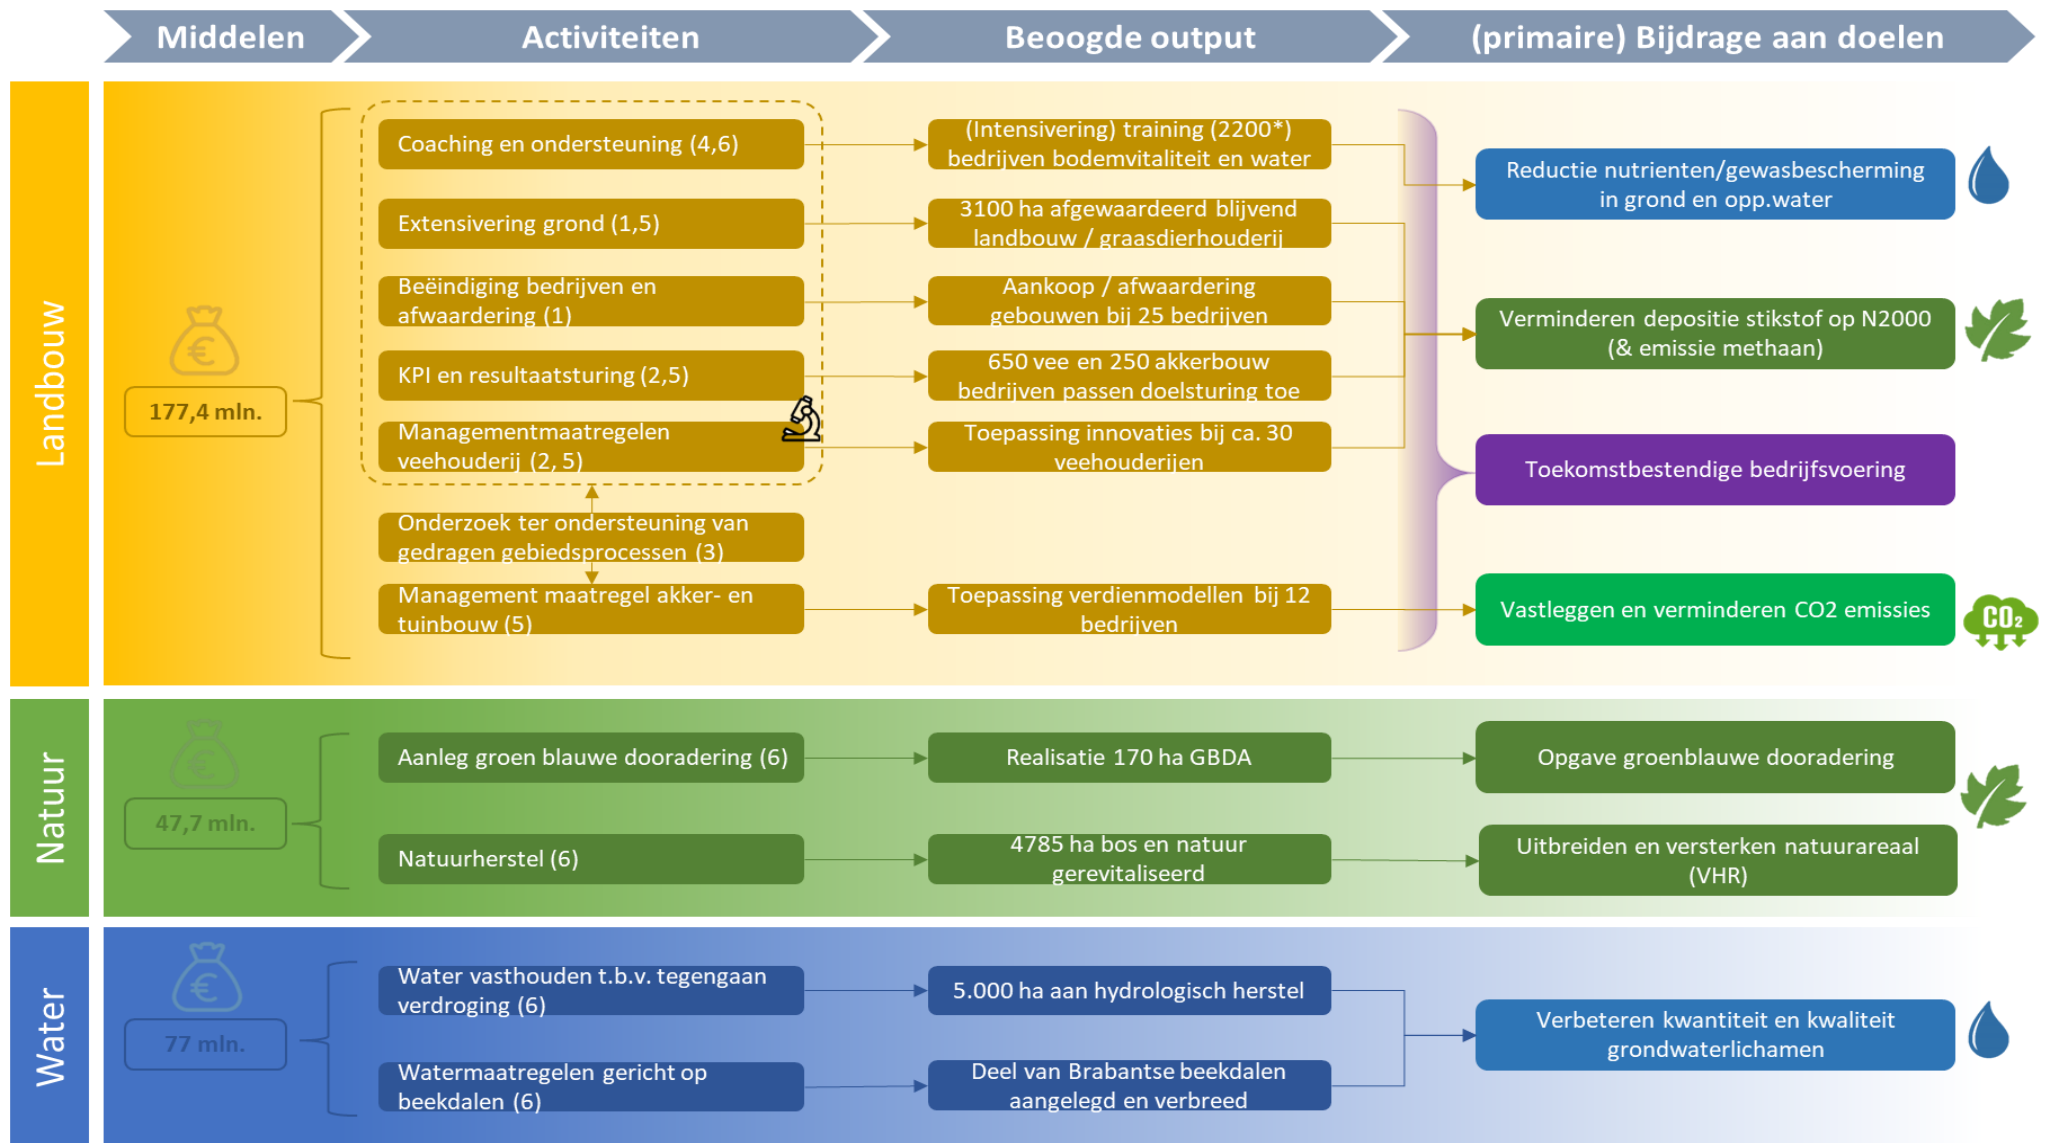 Middelen
Activiteiten
Beoogde output
(primaire) Bijdrage aan doelen
Landbouw
177,4 mln.
Coaching en ondersteuning (4,6)
(Intensivering) training (2200*)
bedrijven bodemvitaliteit en water
Reductie nutrienten/gewasbescherming
in grond en opp.water
Extensivering grond (1,5)
3100 ha afgewaardeerd blijvend
landbouw / graasdierhouderij
Beëindiging bedrijven en
afwaardering (1)
Aankoop / afwaardering
gebouwen bij 25 bedrijven
Verminderen depositie stikstof op N2000
(& emissie methaan)
KPI en resultaatsturing (2,5)
650 vee en 250 akkerbouw
bedrijven passen doelsturing toe
Managementmaatregelen
veehouderij (2, 5)
Toepassing innovaties bij ca. 30
veehouderijen
Toekomstbestendige bedrijfsvoering
Onderzoek ter ondersteuning van
gedragen gebiedsprocessen (3)
Management maatregel akker- en
tuinbouw (5)
Toepassing verdienmodellen bij 12
bedrijven
Vastleggen en verminderen CO2 emissies
CO2
Natuur
47,7 mln.
Aanleg groen blauwe dooradering (6)
Realisatie 170 ha GBDA
Opgave groenblauwe dooradering
Natuurherstel (6)
4785 ha bos en natuur
gerevitaliseerd
Uitbreiden en versterken natuurareaal
(VHR)
Water
77 mln.
Water vasthouden t.b.v. tegengaan
verdroging (6)
5.000 ha aan hydrologisch herstel
Verbeteren kwantiteit en kwaliteit
grondwaterlichamen
Watermaatregelen gericht op
beekdalen (6)
Deel van Brabantse beekdalen
aangelegd en verbreed